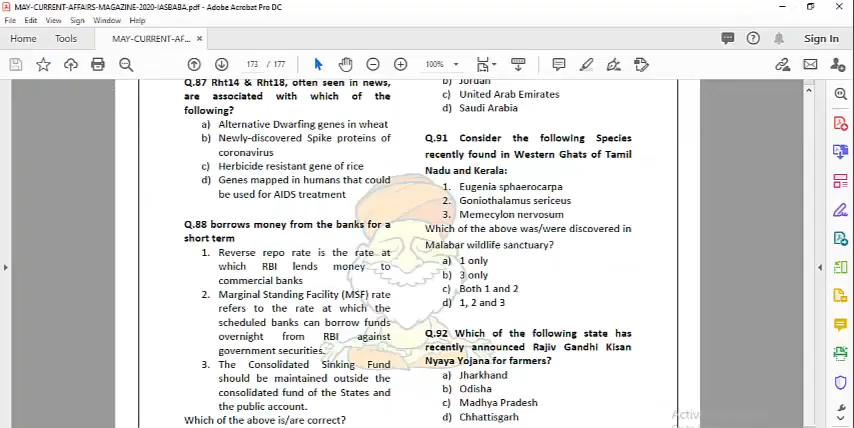 MAY-CURRENT-AFFAIRS-MAGAZINE-2020-IASBABA.pdf - Adobe Acrobat Pro DC
File Edit View Sign Window Help
Home Tools MAY-CURRENT-AF... × Sign In
173 / 177 100%
Q.87 Rht14 & Rht18, often seen in news,
are associated with which of the
following?
a) Alternative Dwarfing genes in wheat
b) Newly-discovered Spike proteins of
coronavirus
c) Herbicide resistant gene of rice
d) Genes mapped in humans that could
be used for AIDS treatment
Q.88 borrows money from the banks for a
short term
1. Reverse repo rate is the rate at
which RBI lends money to
commercial banks
2. Marginal Standing Facility (MSF) rate
refers to the rate at which the
scheduled banks can borrow funds
overnight from RBI against
government securities.
3. The Consolidated Sinking Fund
should be maintained outside the
consolidated fund of the States and
the public account.
Which of the above is/are correct?
b) Jordan
c) United Arab Emirates
d) Saudi Arabia
Q.91 Consider the following Species
recently found in Western Ghats of Tamil
Nadu and Kerala:
1. Eugenia sphaerocarpa
2. Goniothalamus sericeus
3. Memecylon nervosum
Which of the above was/were discovered in
Malabar wildlife sanctuary?
a) 1 only
b) 3 only
c) Both 1 and 2
d) 1, 2 and 3
Q.92 Which of the following state has
recently announced Rajiv Gandhi Kisan
Nyaya Yojana for farmers?
a) Jharkhand
b) Odisha
c) Madhya Pradesh
d) Chhattisgarh